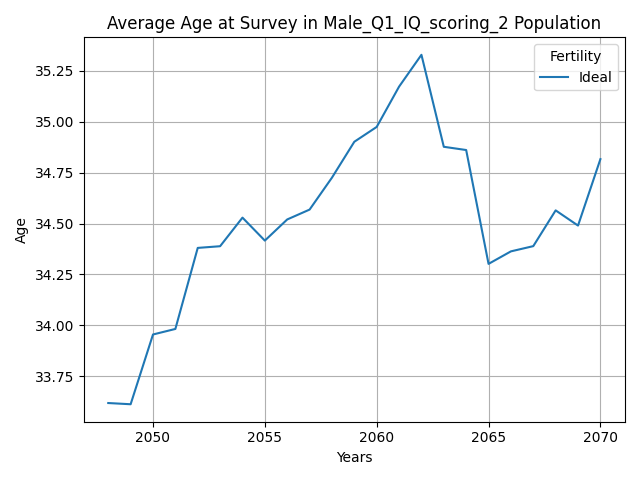 Average Age at Survey in Male_Q1_IQ_scoring_2 Population
Fertility
Ideal
35.25
35.00
34.75
34.50
34.25
34.00
33.75
Age
2050
2055
2060
2065
2070
Years